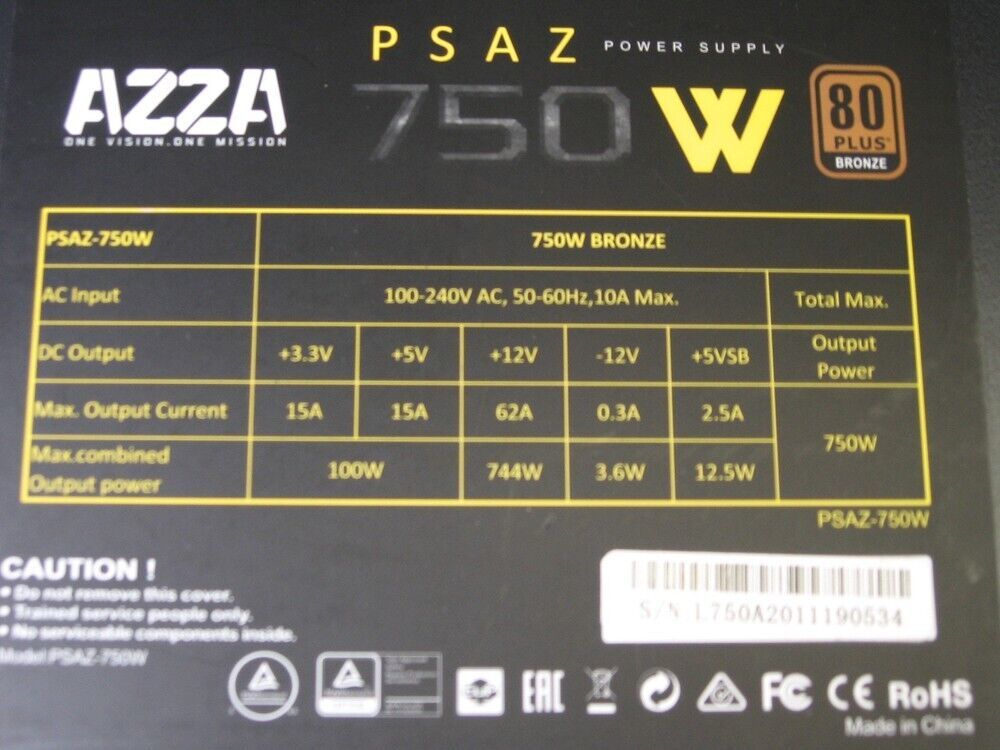 PSAZ POWER SUPPLY
AZZA
ONE VISION.ONE MISSION
750W
80
PLUS
BRONZE
PSAZ-750W 750W BRONZE
AC Input 100-240V AC, 50-60Hz,10A Max. Total Max.
Output
Power
DC Output +3.3V +5V +12V -12V +5VSB
Max. Output Current 15A 15A 62A 0.3A 2.5A
750W
Max.combined
Output power 100W 744W 3.6W 12.5W
PSAZ-750W
CAUTION !
• Do not remove this cover.
• Trained service people only.
• No serviceable components inside.
Model:PSAZ-750W
S/N L750A2011190534
EAC
FC CE RoHS
Made in China